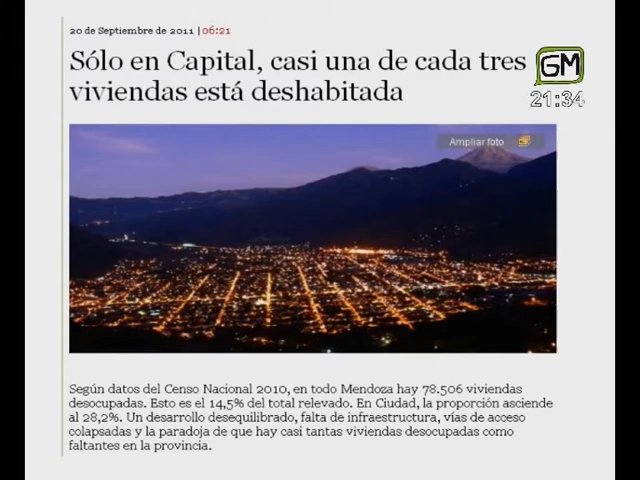 20 de Septiembre de 2011 | 06:21
Sólo en Capital, casi una de cada tres
viviendas está deshabitada
GM
21:34
Ampliar foto
Según datos del Censo Nacional 2010, en todo Mendoza hay 78.506 viviendas
desocupadas. Esto es el 14,5% del total relevado. En Ciudad, la proporción asciende
al 28,2%. Un desarrollo desequilibrado, falta de infraestructura, vías de acceso
colapsadas y la paradoja de que hay casi tantas viviendas desocupadas como
faltantes en la provincia.